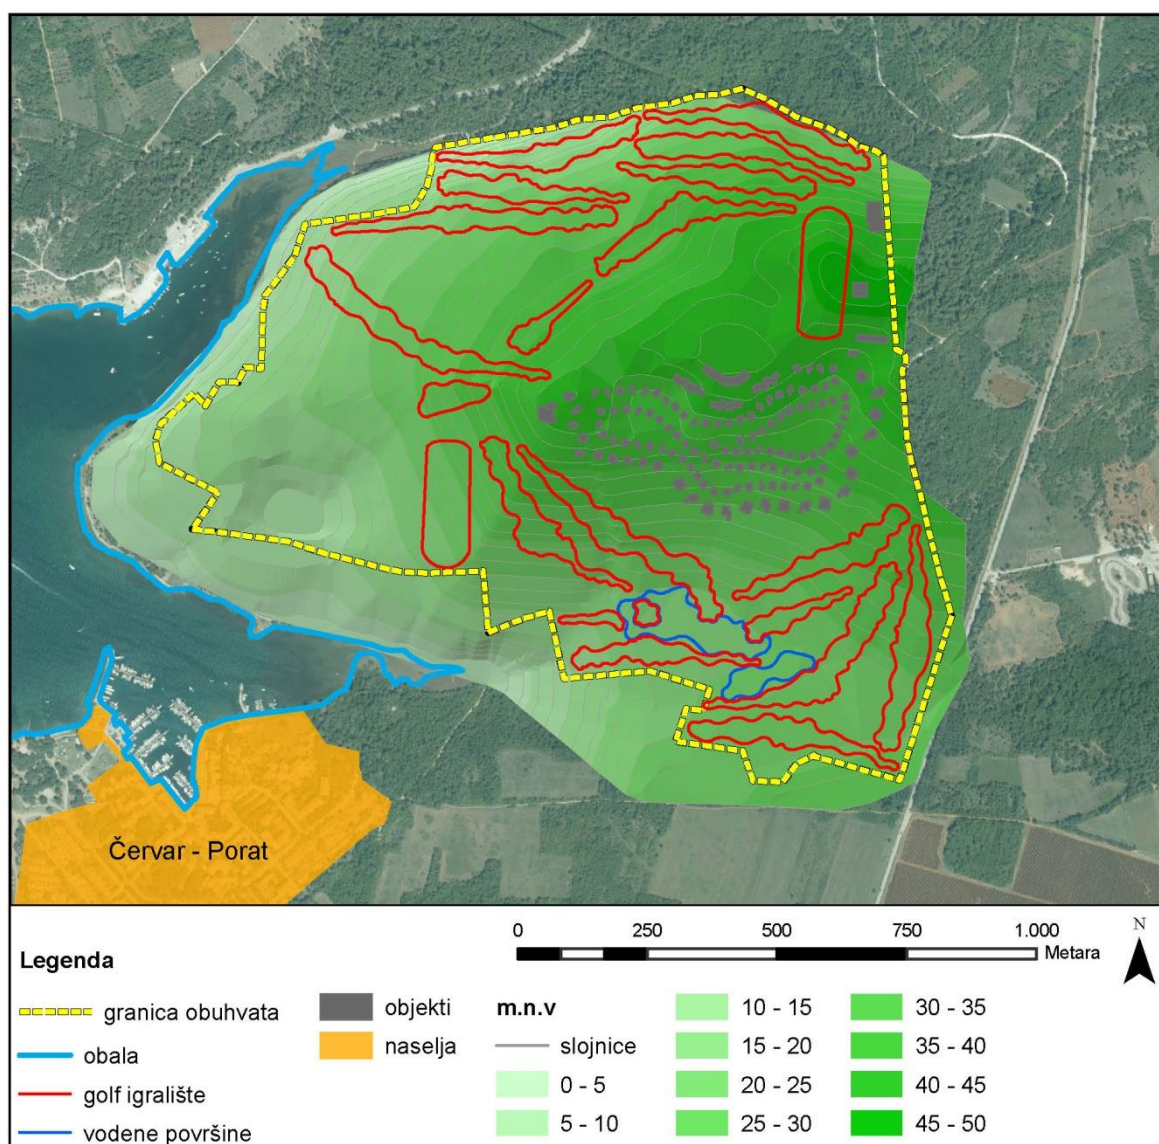 Červar - Porat
0 250 500 750 1.000
Metara
N
Legenda
granica obuhvata
obala
golf igralište
vodene površine
objekti
naselja
m.n.v
slojnice
0 - 5
5 - 10
10 - 15
15 - 20
20 - 25
25 - 30
30 - 35
35 - 40
40 - 45
45 - 50